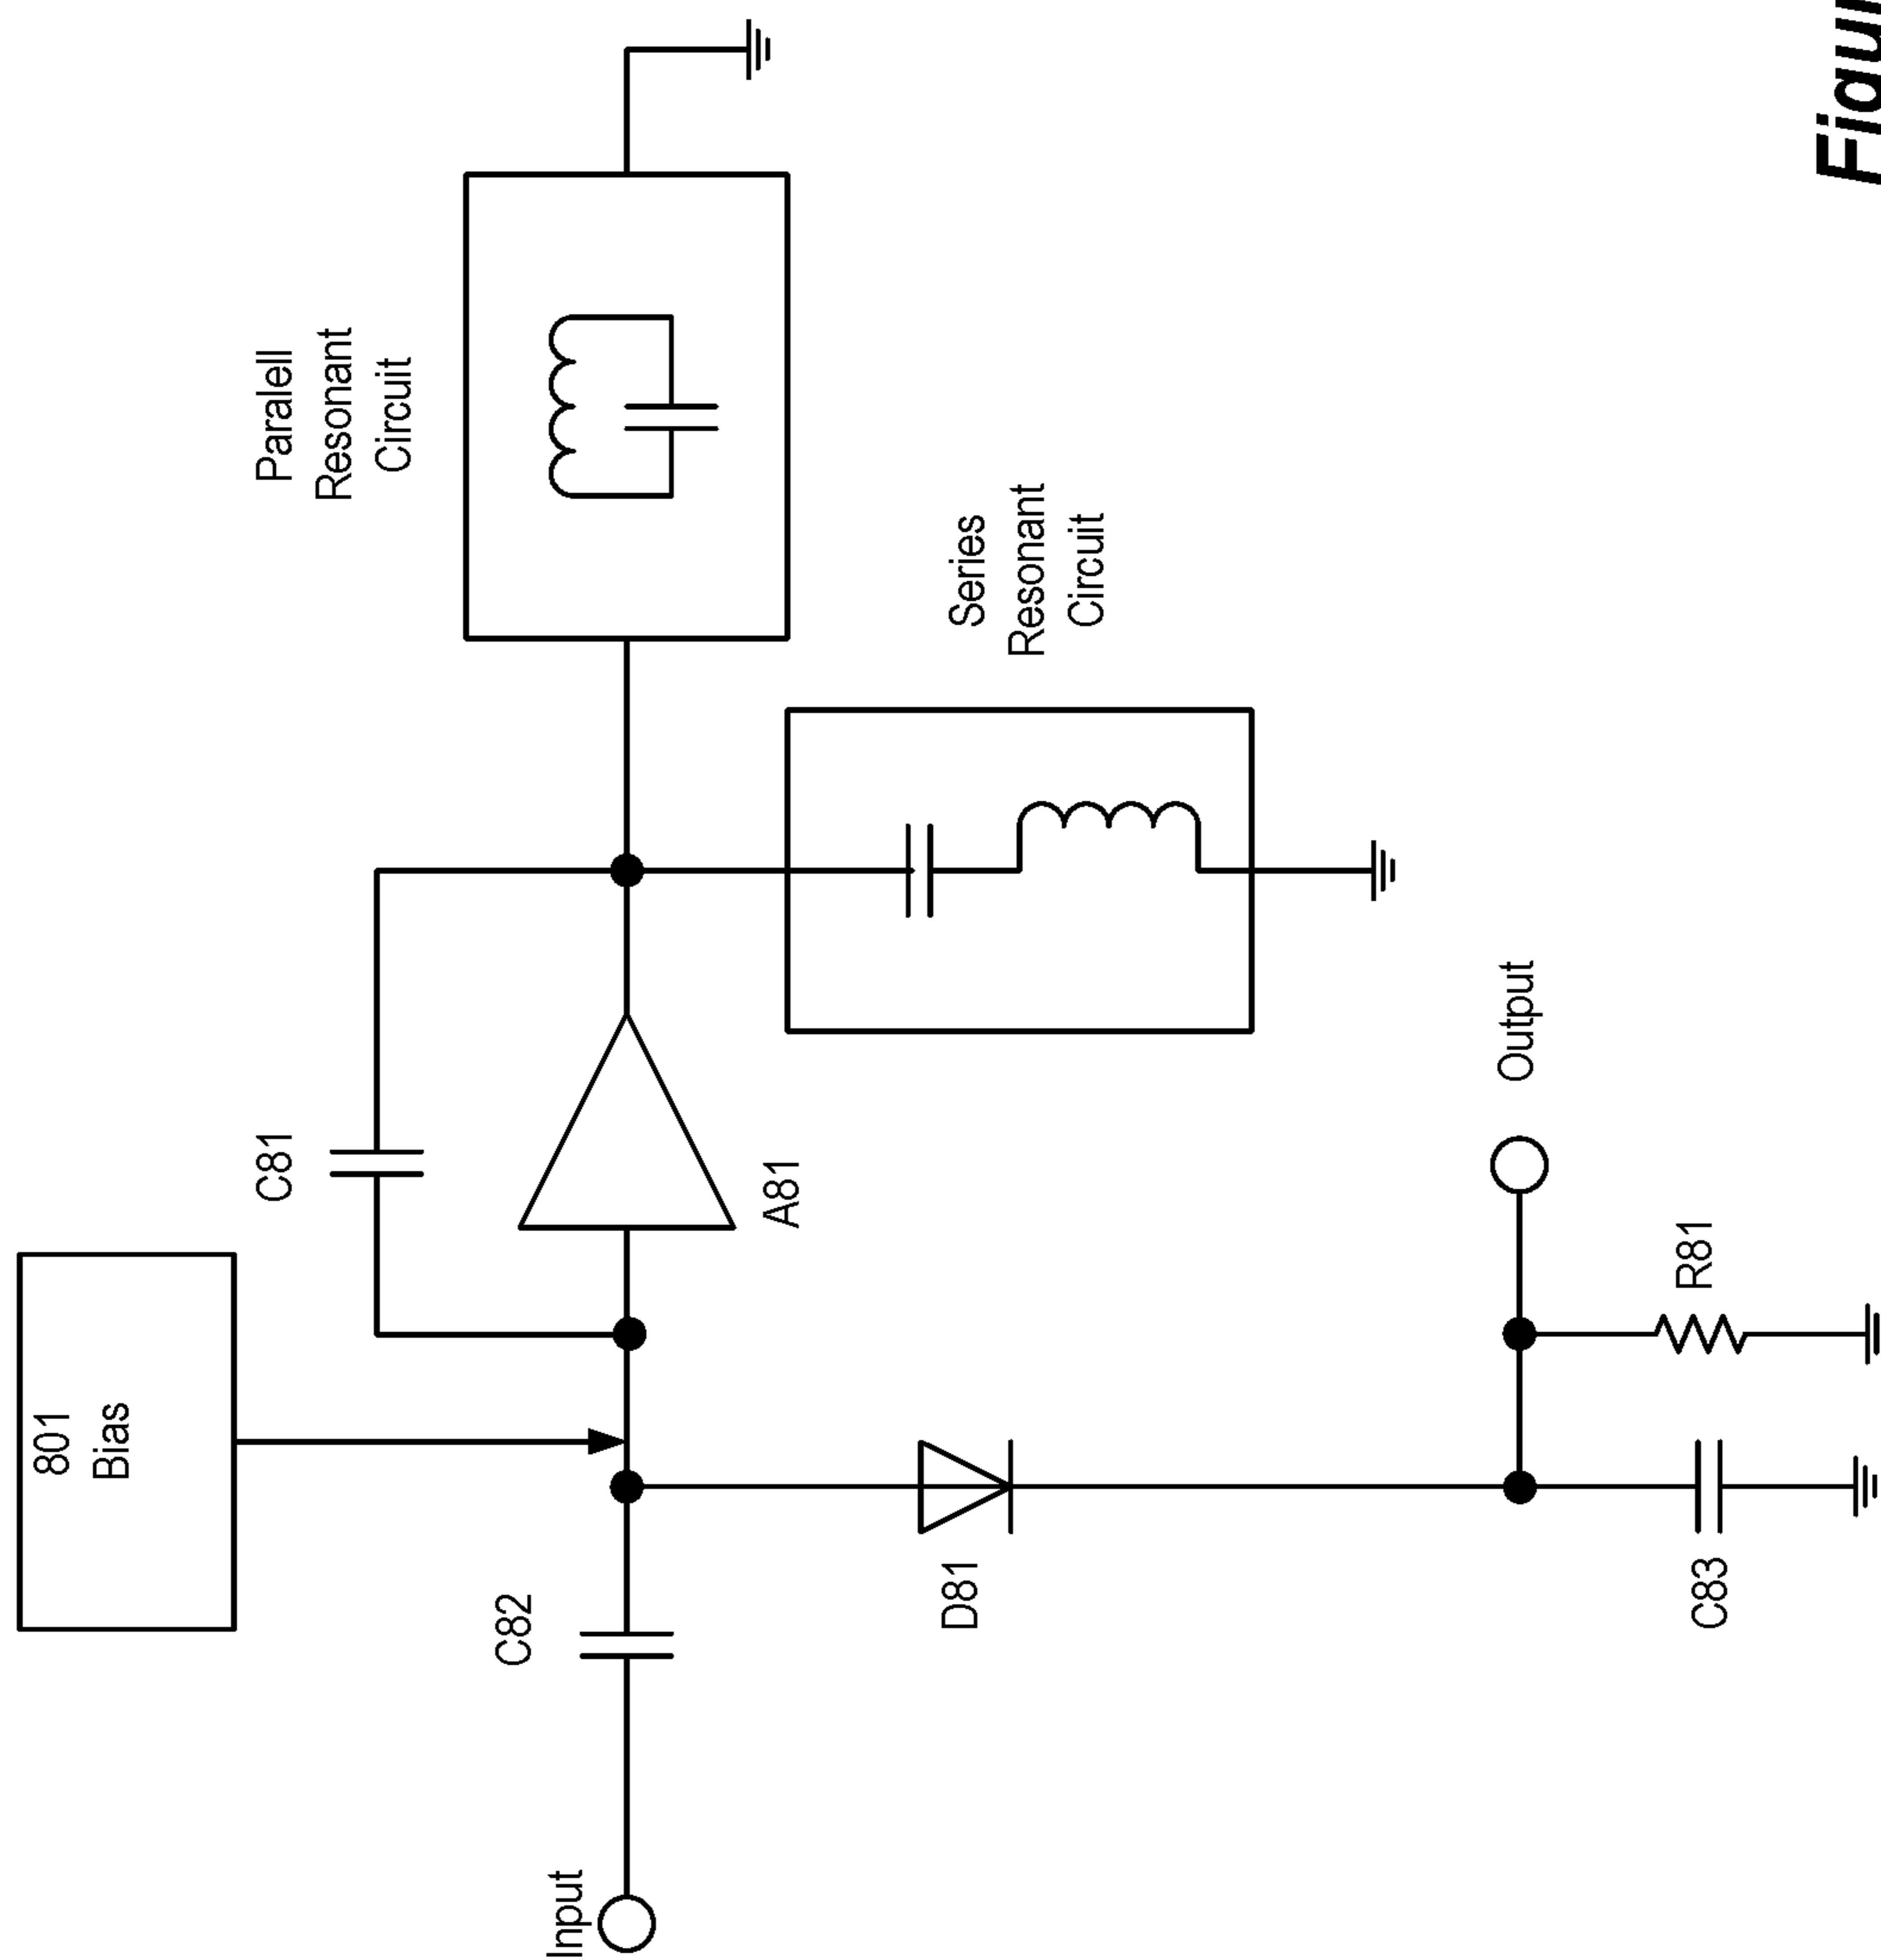 801
Bias
C81
Paralell
Resonant
Circuit
C82
Input
A81
D81
Series
Resonant
Circuit
Output
C83
R81